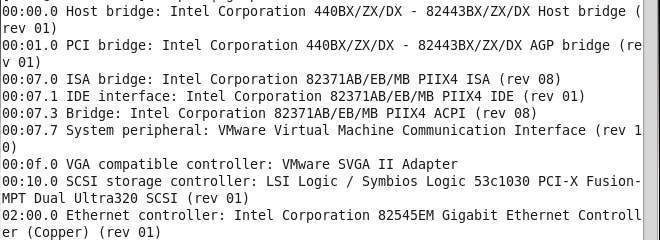 00:00.0 Host bridge: Intel Corporation 440BX/ZX/DX - 82443BX/ZX/DX Host bridge (
rev 01)
00:01.0 PCI bridge: Intel Corporation 440BX/ZX/DX - 82443BX/ZX/DX AGP bridge (re
v 01)
00:07.0 ISA bridge: Intel Corporation 82371AB/EB/MB PIIX4 ISA (rev 08)
00:07.1 IDE interface: Intel Corporation 82371AB/EB/MB PIIX4 IDE (rev 01)
00:07.3 Bridge: Intel Corporation 82371AB/EB/MB PIIX4 ACPI (rev 08)
00:07.7 System peripheral: VMware Virtual Machine Communication Interface (rev 1
0)
00:0f.0 VGA compatible controller: VMware SVGA II Adapter
00:10.0 SCSI storage controller: LSI Logic / Symbios Logic 53c1030 PCI-X Fusion-
MPT Dual Ultra320 SCSI (rev 01)
02:00.0 Ethernet controller: Intel Corporation 82545EM Gigabit Ethernet Controll
er (Copper) (rev 01)